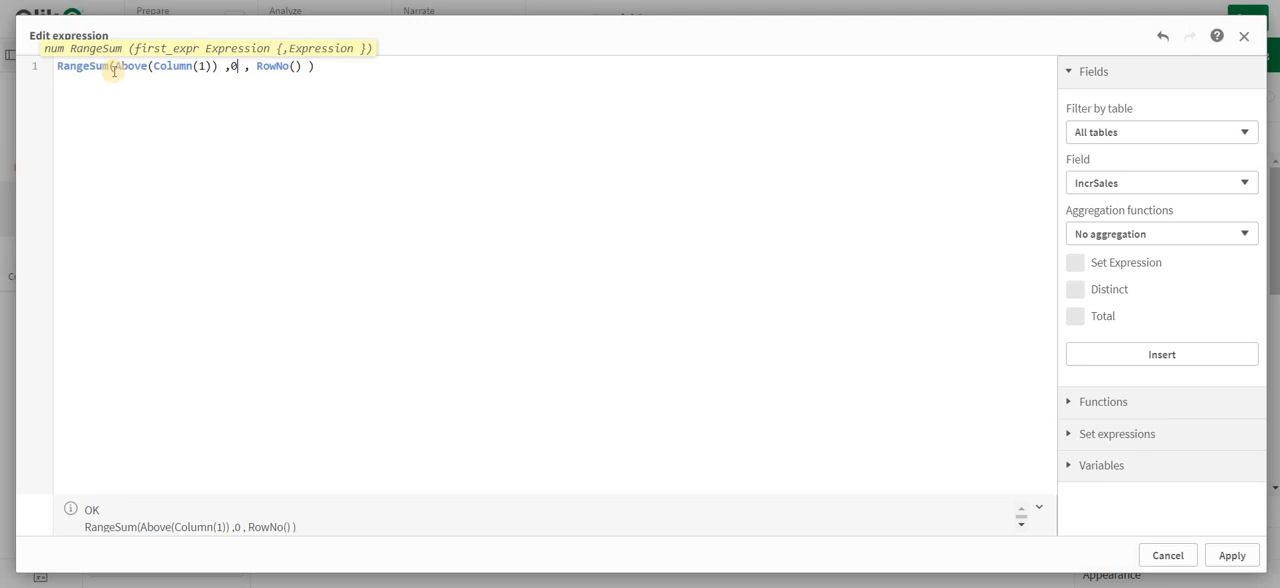 Prepare
Analyze
Narrate
Edit expression
num RangeSum (first_expr Expression {,Expression })
1
RangeSum(Above(Column(1)) ,0 , RowNo() )
Fields
Filter by table
All tables
Field
IncrSales
Aggregation functions
No aggregation
Set Expression
Distinct
Total
Insert
Functions
Set expressions
Variables
OK
RangeSum(Above(Column(1)) ,0 , RowNo() )
Cancel
Apply
Appearance